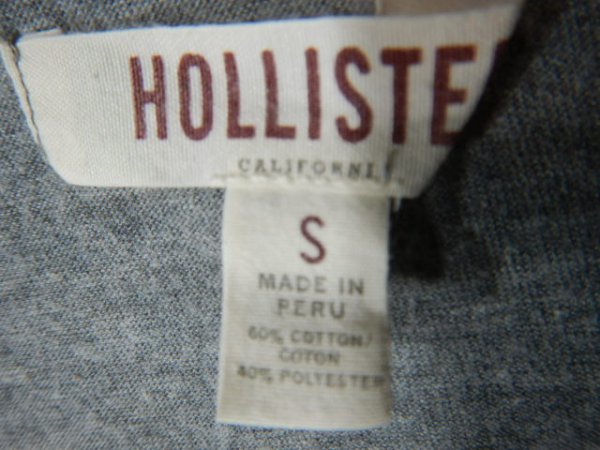 HOLLISTE
CALIFORNI
S
MADE IN
PERU
60% COTTON/
COTON
40% POLYESTER